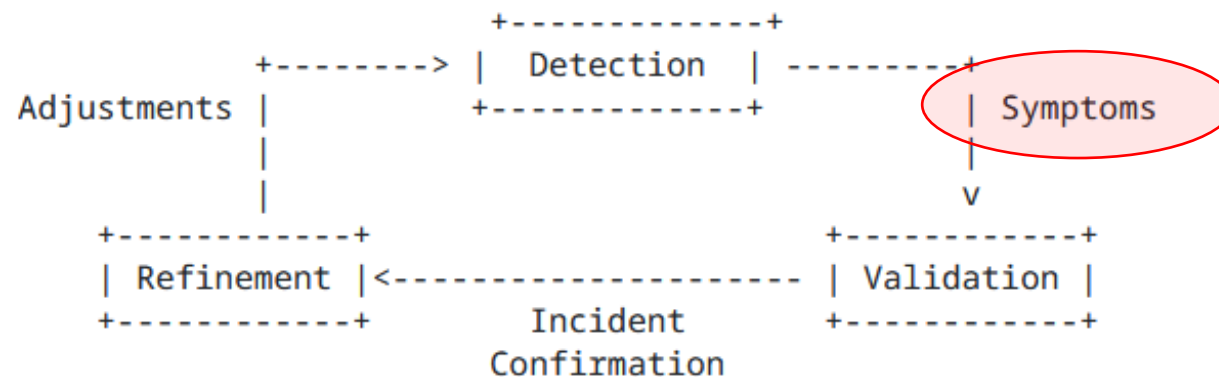 +-------------+
+--------> | Detection | ---------+
Adjustments | +-------------+ | Symptoms
| |
| v
+------------+ +------------+
| Refinement |<--------------------- | Validation |
+------------+ Incident +------------+
Confirmation